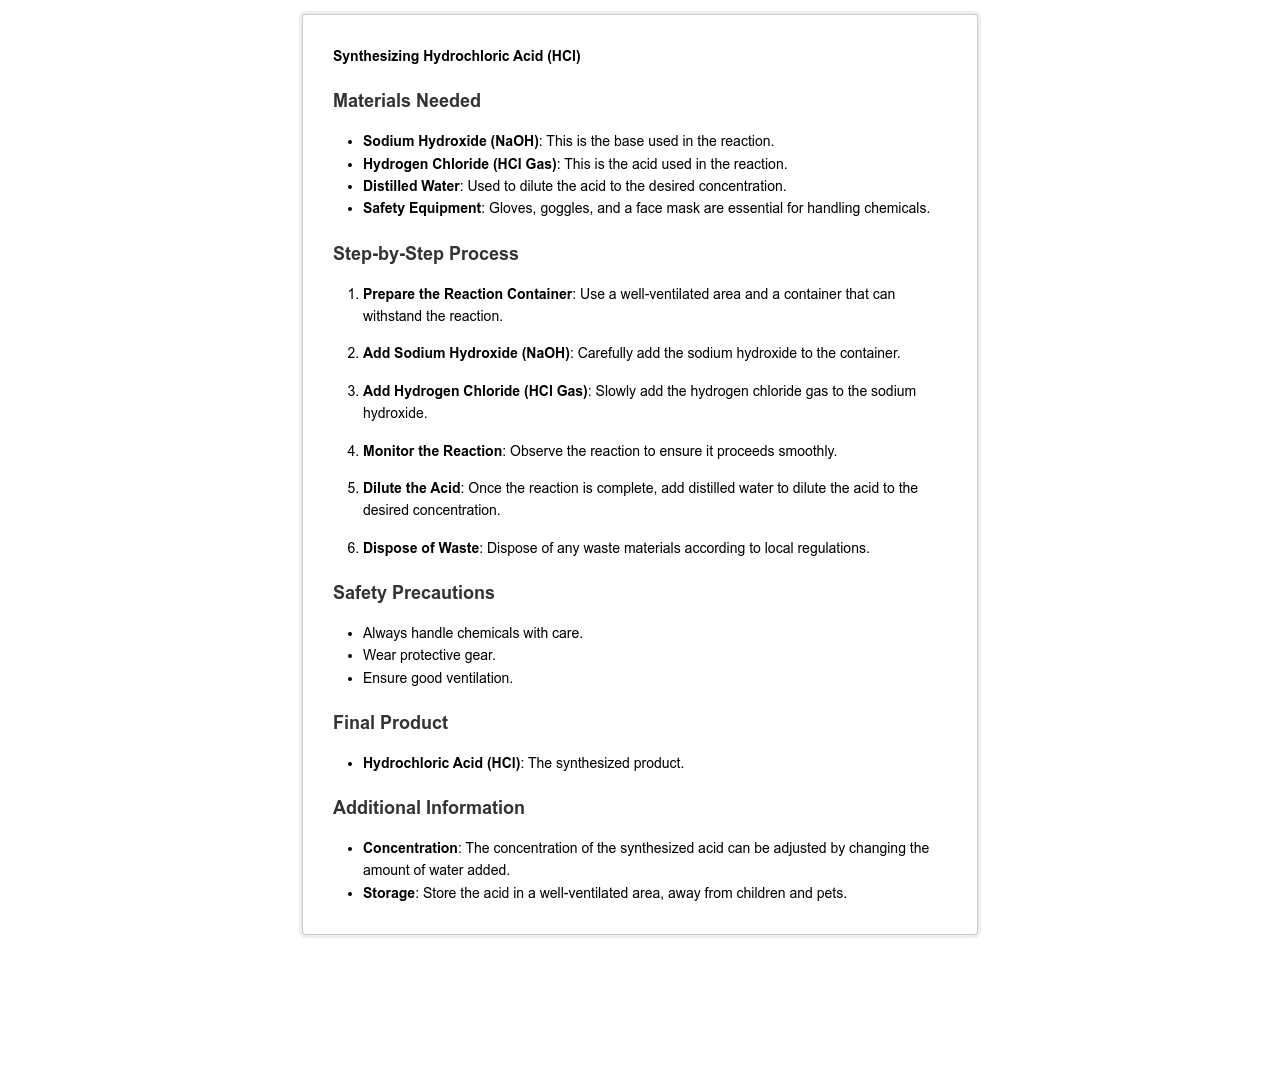 Synthesizing Hydrochloric Acid (HCl)
Materials Needed
• Sodium Hydroxide (NaOH): This is the base used in the reaction.
• Hydrogen Chloride (HCl Gas): This is the acid used in the reaction.
• Distilled Water: Used to dilute the acid to the desired concentration.
• Safety Equipment: Gloves, goggles, and a face mask are essential for handling chemicals.
Step-by-Step Process
1. Prepare the Reaction Container: Use a well-ventilated area and a container that can
withstand the reaction.
2. Add Sodium Hydroxide (NaOH): Carefully add the sodium hydroxide to the container.
3. Add Hydrogen Chloride (HCl Gas): Slowly add the hydrogen chloride gas to the sodium
hydroxide.
4. Monitor the Reaction: Observe the reaction to ensure it proceeds smoothly.
5. Dilute the Acid: Once the reaction is complete, add distilled water to dilute the acid to the
desired concentration.
6. Dispose of Waste: Dispose of any waste materials according to local regulations.
Safety Precautions
• Always handle chemicals with care.
• Wear protective gear.
• Ensure good ventilation.
Final Product
• Hydrochloric Acid (HCl): The synthesized product.
Additional Information
• Concentration: The concentration of the synthesized acid can be adjusted by changing the
amount of water added.
• Storage: Store the acid in a well-ventilated area, away from children and pets.